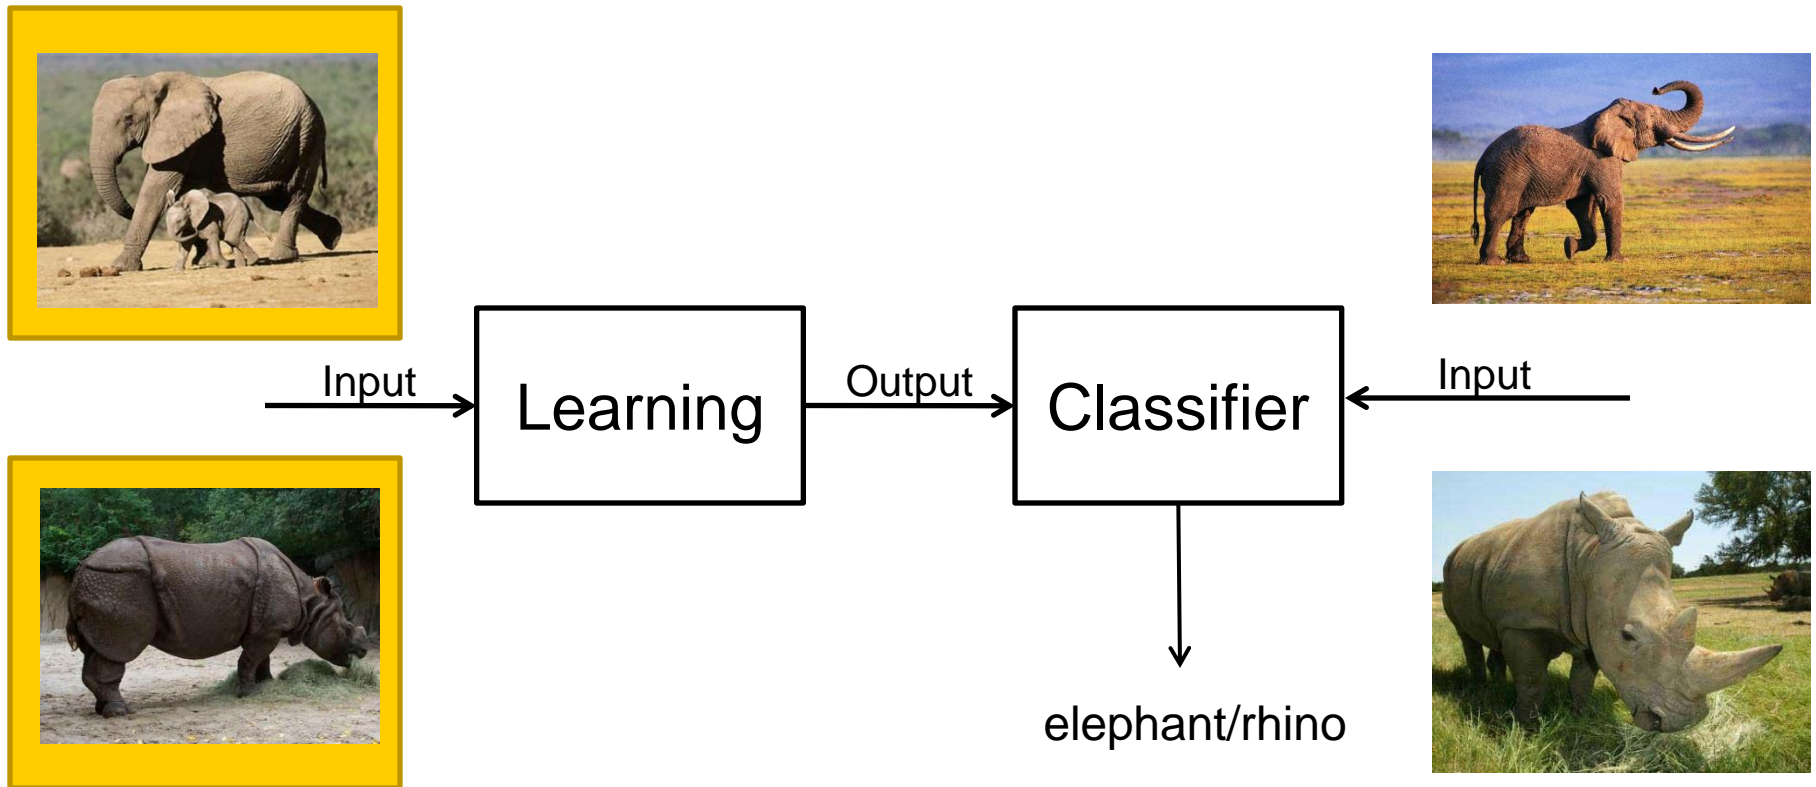 Input
Learning
Output
Classifier
Input
elephant/rhino